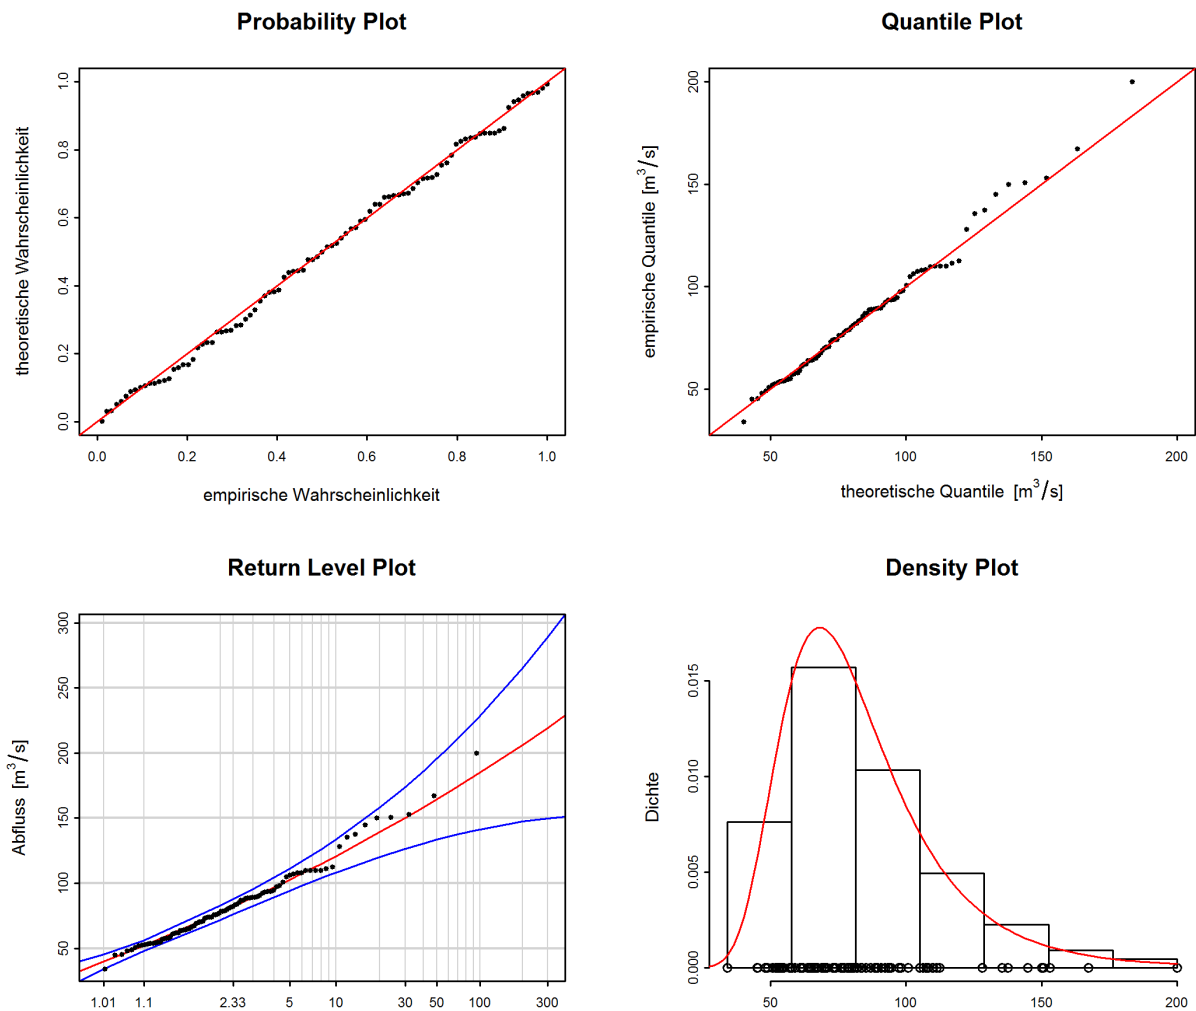 Probability Plot
theoretische Wahrscheinlichkeit
0.0 0.2 0.4 0.6 0.8 1.0
0.0 0.2 0.4 0.6 0.8 1.0
empirische Wahrscheinlichkeit
Quantile Plot
empirische Quantile [m³/s]
50 100 150 200
50 100 150 200
theoretische Quantile [m³/s]
Return Level Plot
Abfluss [m³/s]
50 100 150 200 250 300
1.01 1.1 2.33 5 10 30 50 100 300
Density Plot
Dichte
0.000 0.005 0.010 0.015
50 100 150 200